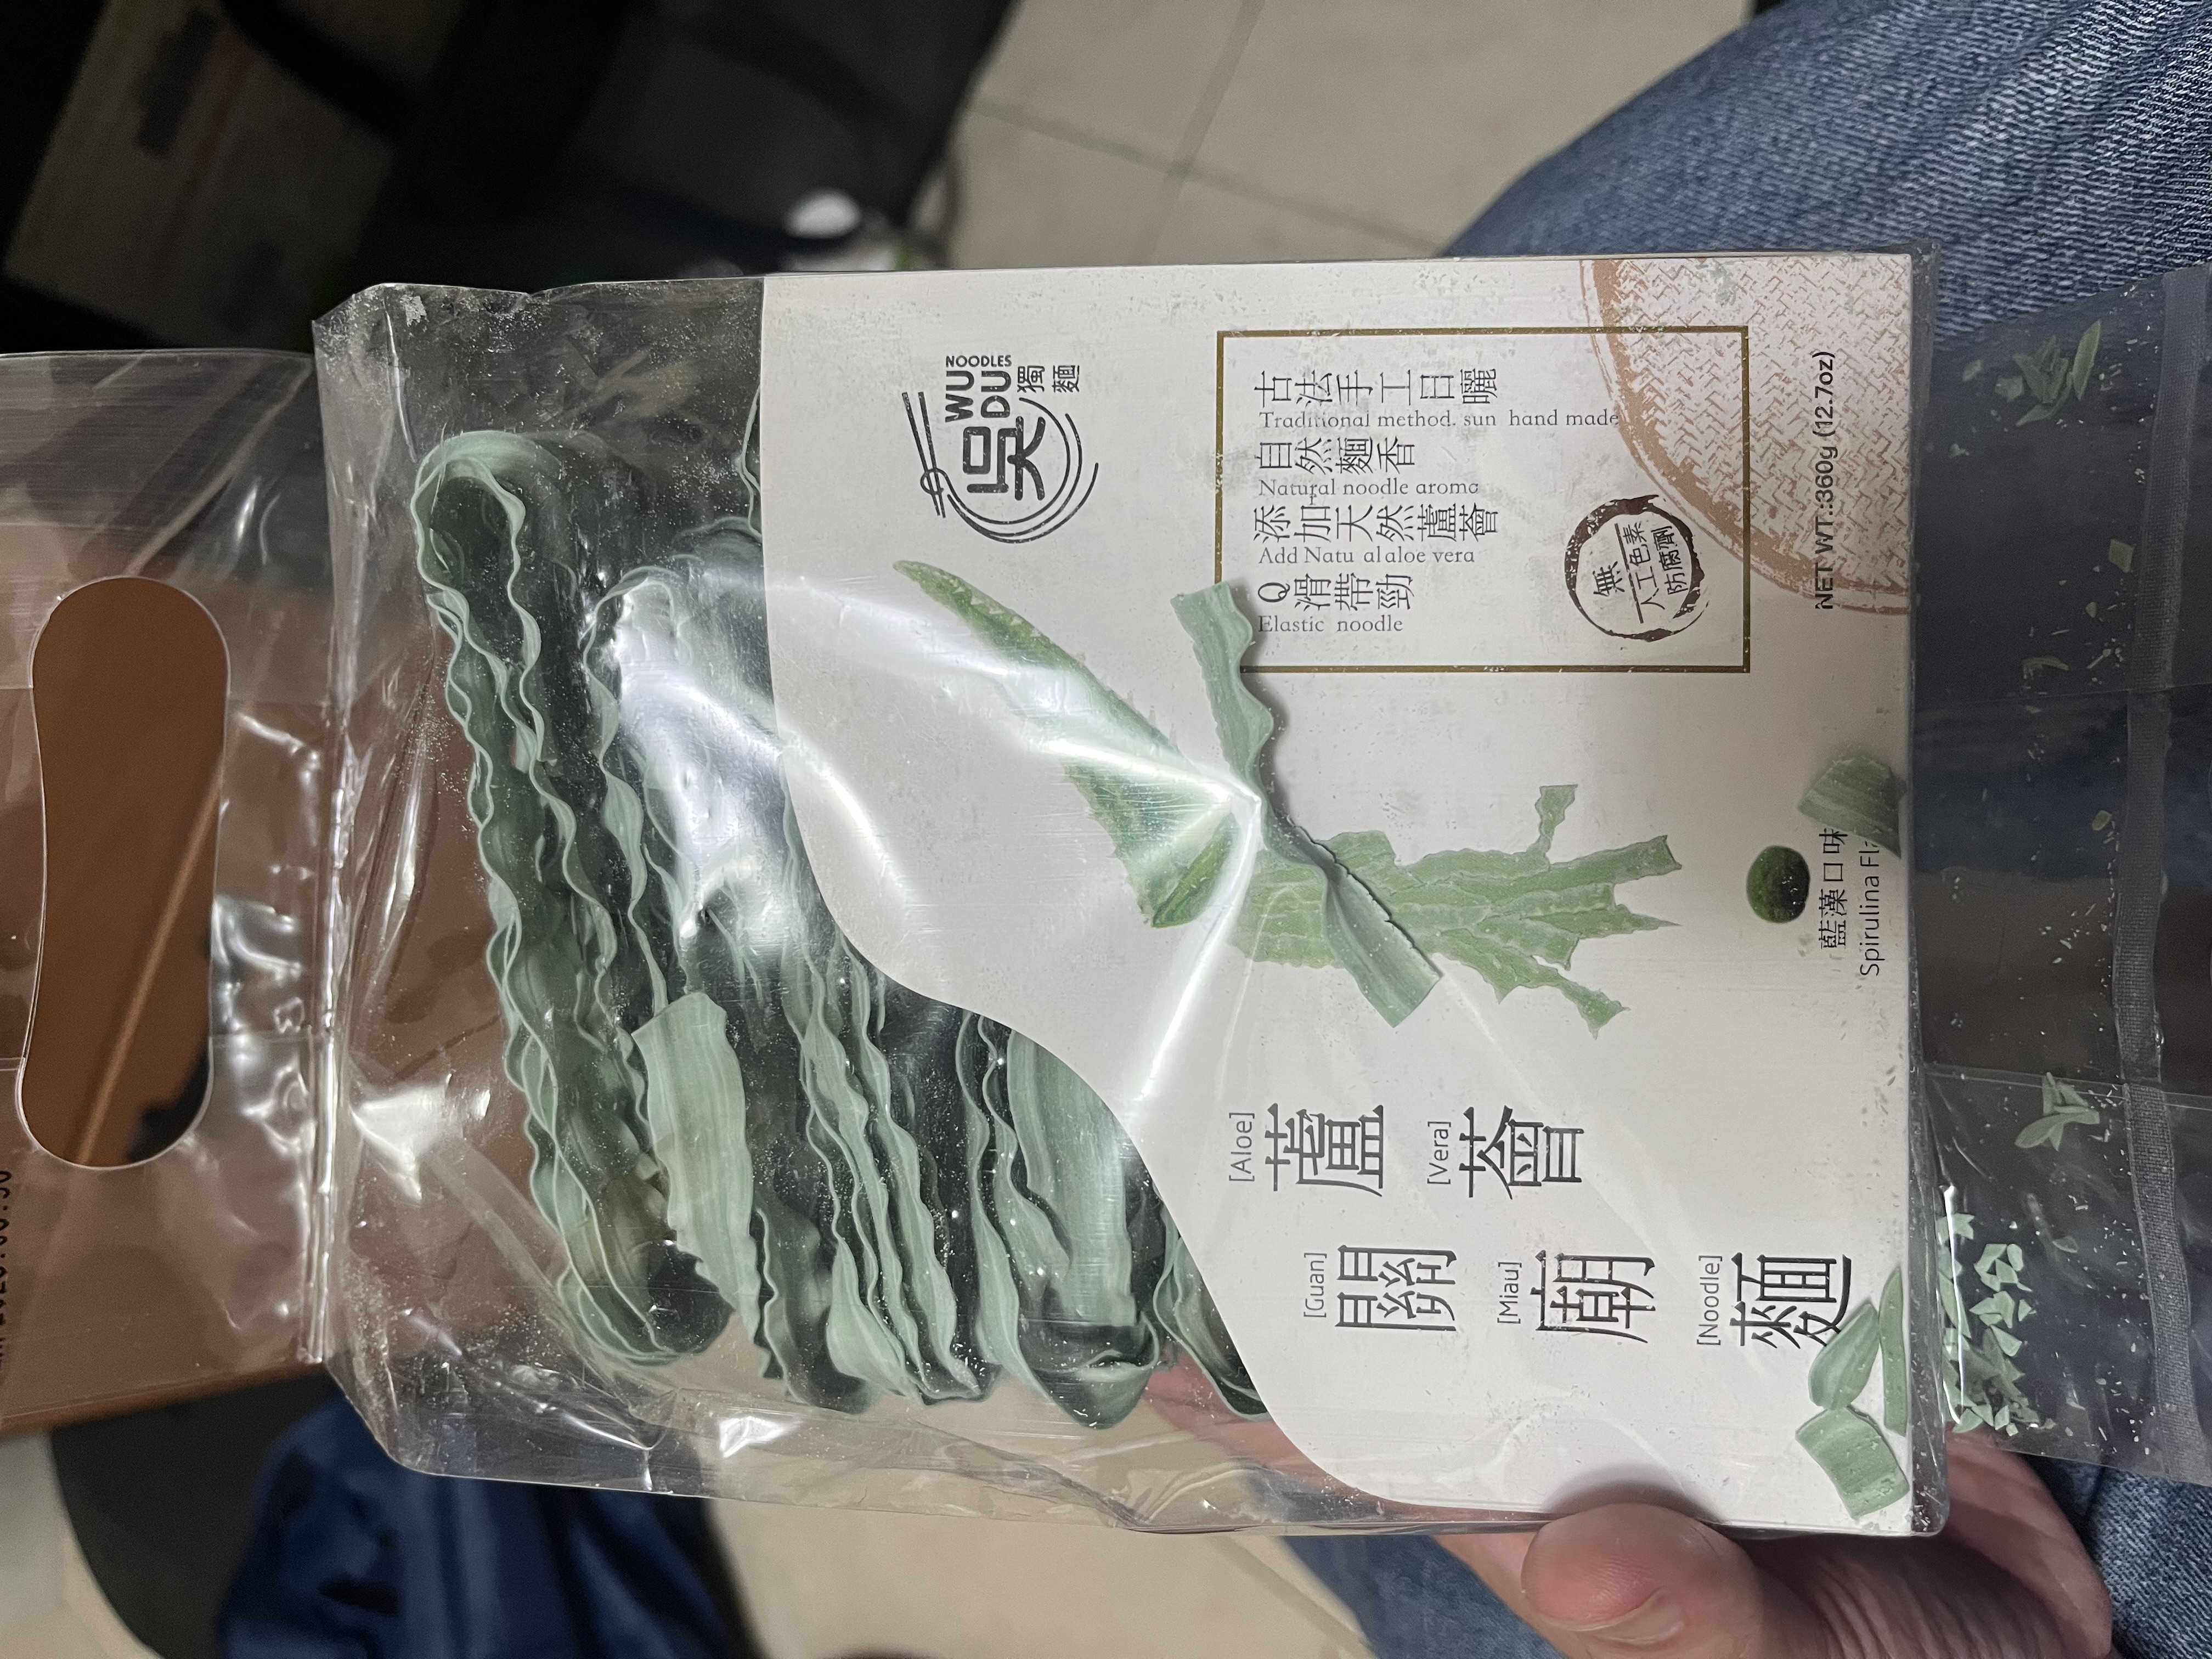 吳
WU
DU
NOODLES
獨
麵
古法手工日曬
Traditional method. sun hand made
自然麵香
Natural noodle aroma
添加天然蘆薈
Add Natu al aloe vera
Q滑帶勁
Elastic noodle
無
人工色素
防腐劑
NET WT.:360g (12.7oz)
[Aloe]
蘆
[Vera]
薈
[Guan]
關
[Miau]
廟
[Noodle]
麵
藍藻口味
Spirulina